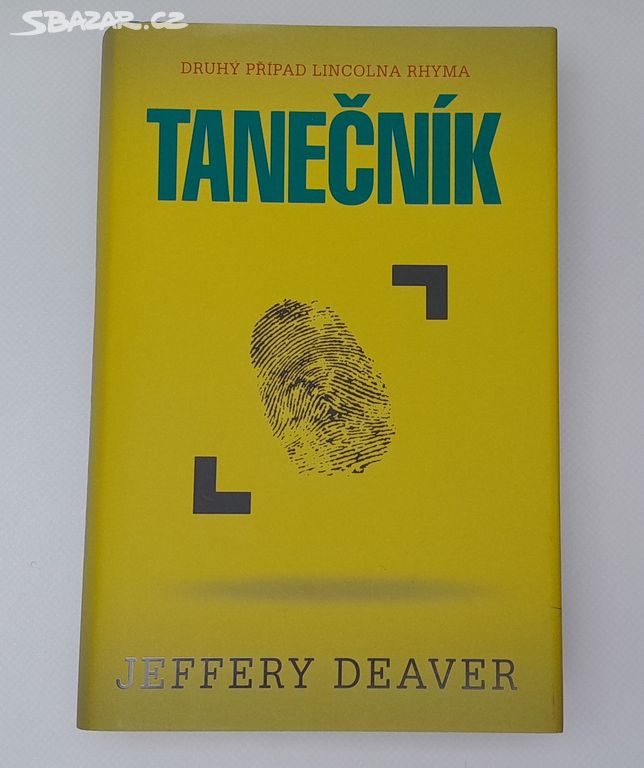 SBAZAR.CZ
DRUHÝ PŘÍPAD LINCOLNA RHYMA
TANEČNÍK
JEFFERY DEAVER